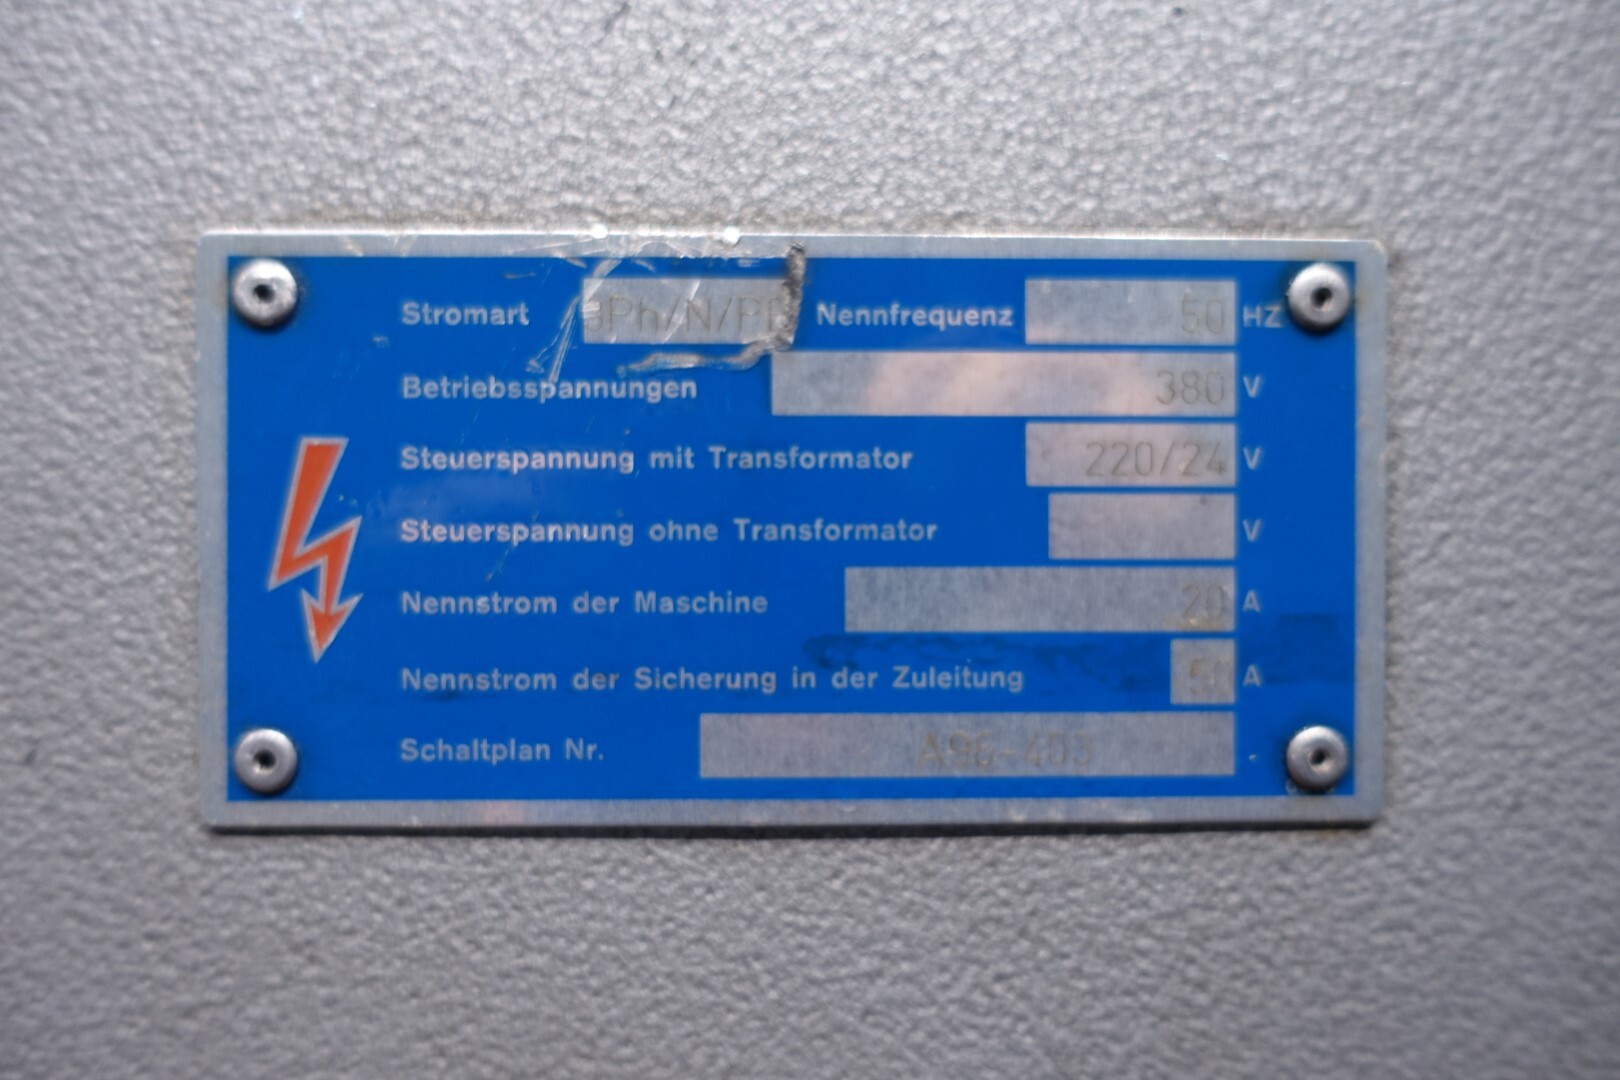 Stromart 3Ph/N/PE Nennfrequenz 50 HZ
Betriebsspannungen 380 V
Steuerspannung mit Transformator 220/24 V
Steuerspannung ohne Transformator V
Nennstrom der Maschine 20 A
Nennstrom der Sicherung in der Zuleitung A
Schaltplan Nr. A96-403